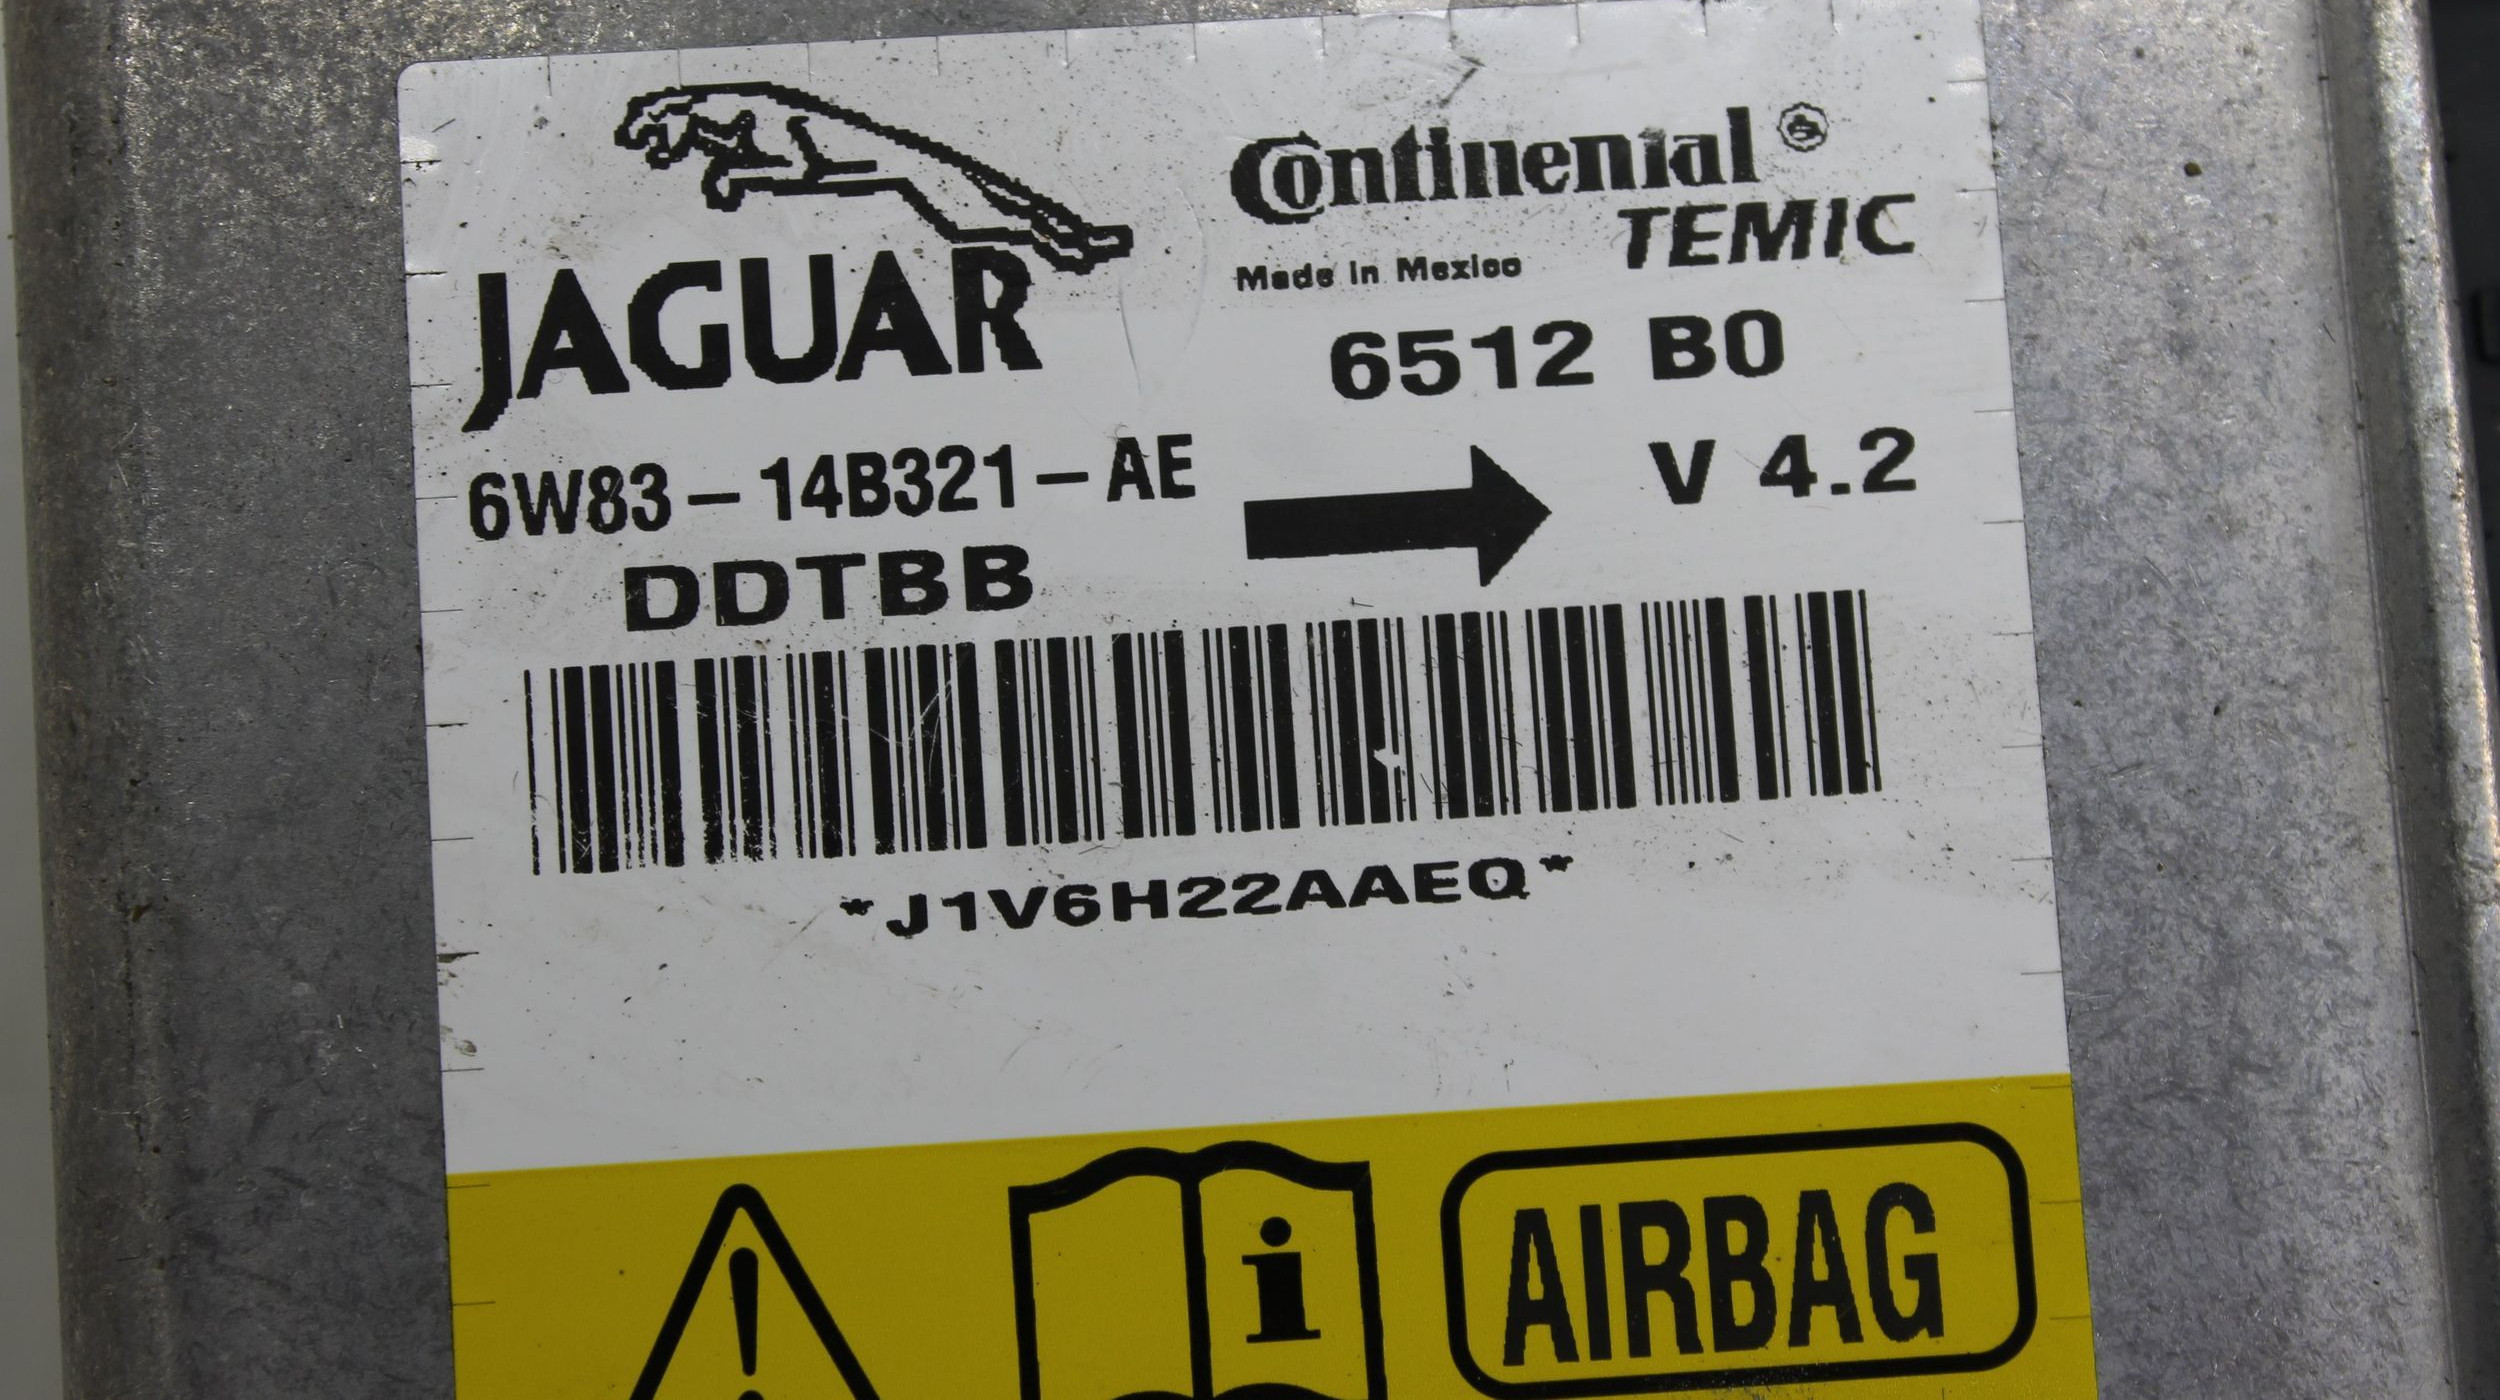 JAGUAR
Continental
TEMIC
Made in Mexico
6512 B0
6W83-14B321-AE
V 4.2
DDTBB
*J1V6H22AAEQ*
i
AIRBAG